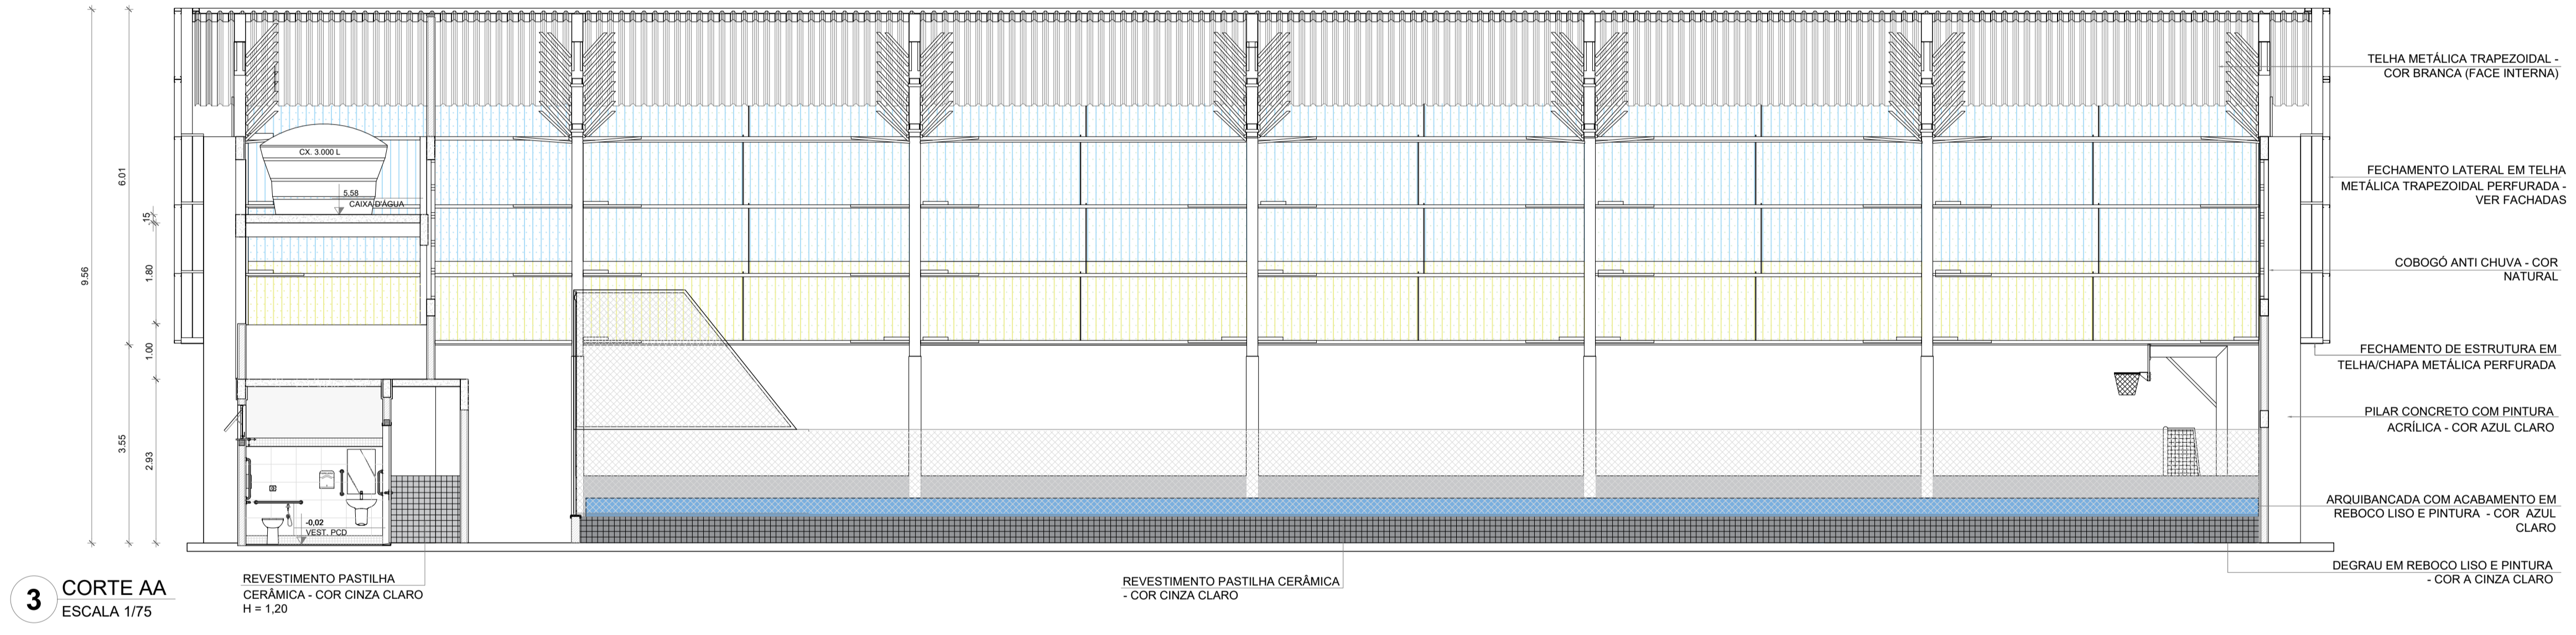 9.56
6.01
3.55
15
1.80
1.00
2.93
CX. 3.000 L
5.58
CAIXA D'ÁGUA
-0,02
VEST. PCD
TELHA METÁLICA TRAPEZOIDAL -
COR BRANCA (FACE INTERNA)
FECHAMENTO LATERAL EM TELHA
METÁLICA TRAPEZOIDAL PERFURADA -
VER FACHADAS
COBOGÓ ANTI CHUVA - COR
NATURAL
FECHAMENTO DE ESTRUTURA EM
TELHA/CHAPA METÁLICA PERFURADA
PILAR CONCRETO COM PINTURA
ACRÍLICA - COR AZUL CLARO
ARQUIBANCADA COM ACABAMENTO EM
REBOCO LISO E PINTURA - COR AZUL
CLARO
DEGRAU EM REBOCO LISO E PINTURA
- COR A CINZA CLARO
REVESTIMENTO PASTILHA
CERÂMICA - COR CINZA CLARO
H = 1,20
REVESTIMENTO PASTILHA CERÂMICA
- COR CINZA CLARO
3
CORTE AA
ESCALA 1/75